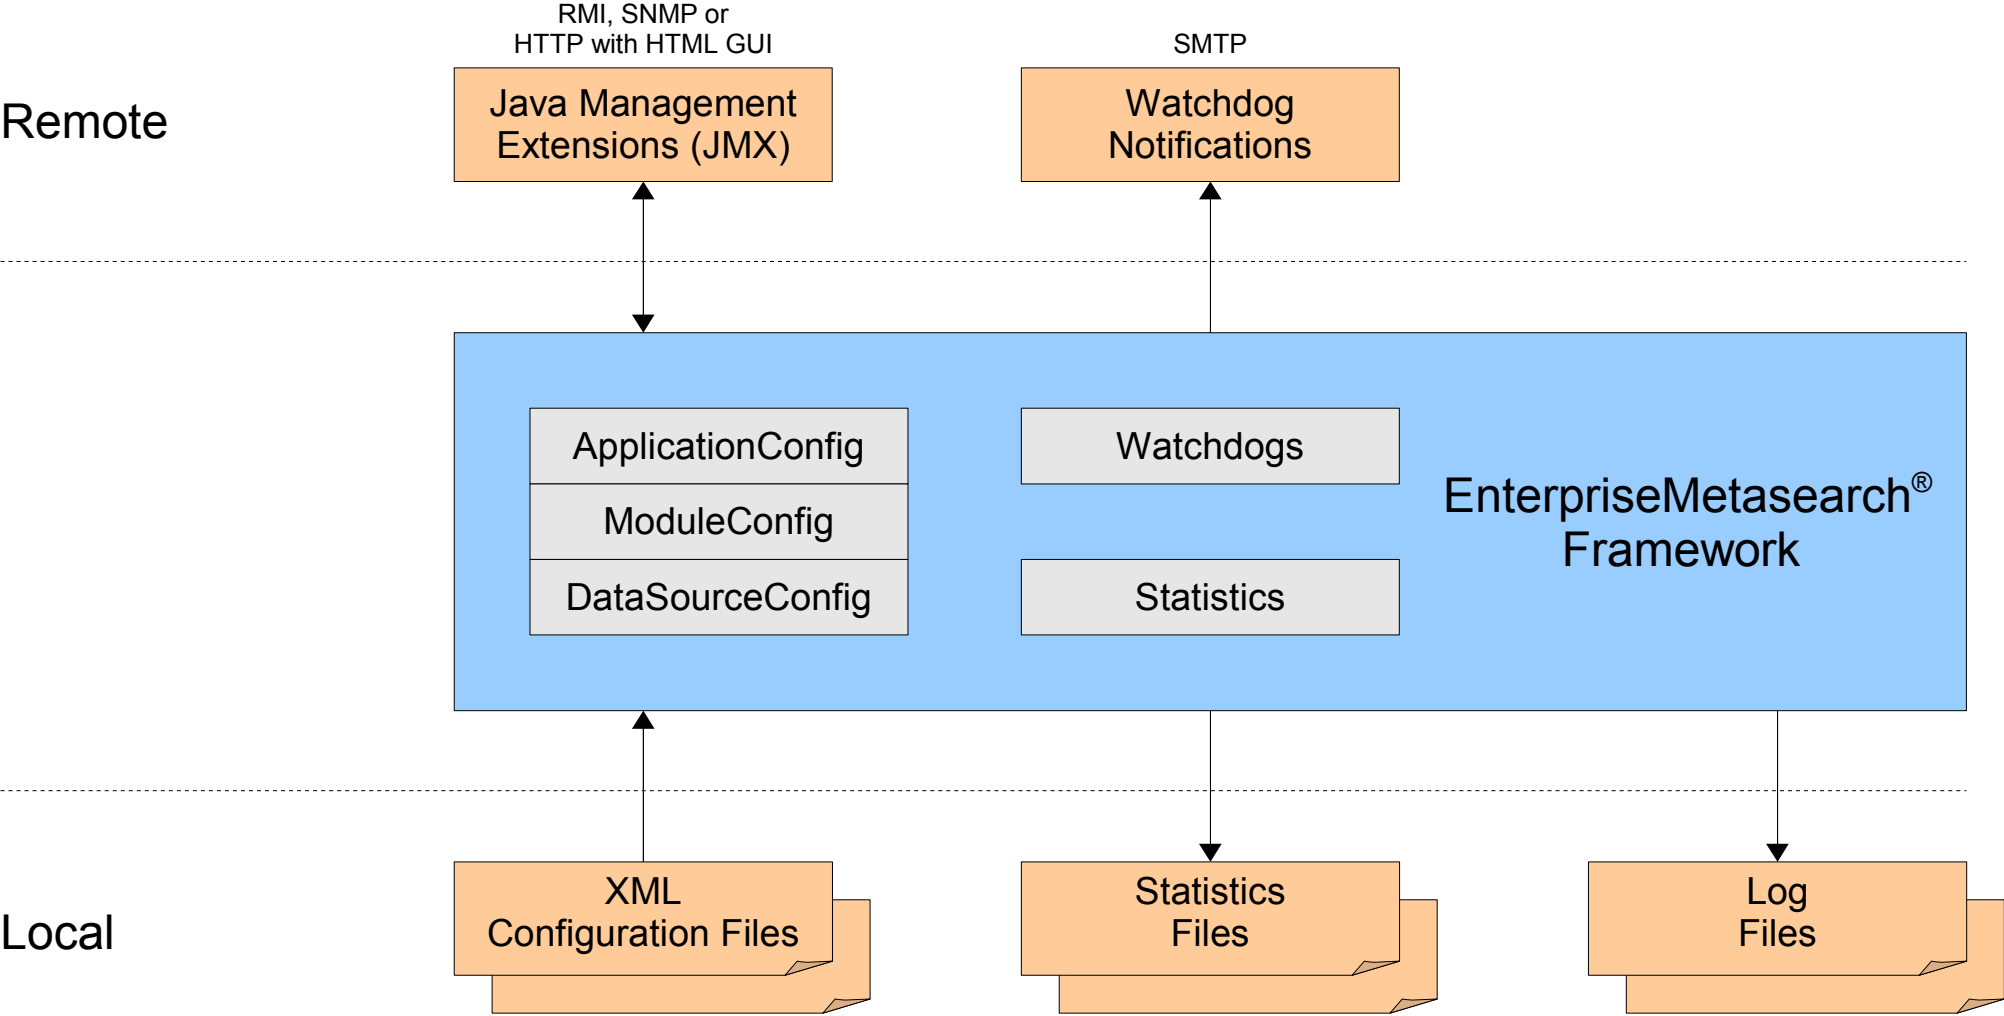 RMI, SNMP or
HTTP with HTML GUI
SMTP
Remote
Java Management
Extensions (JMX)
Watchdog
Notifications
ApplicationConfig
ModuleConfig
DataSourceConfig
Watchdogs
Statistics
EnterpriseMetasearch®
Framework
Local
XML
Configuration Files
Statistics
Files
Log
Files